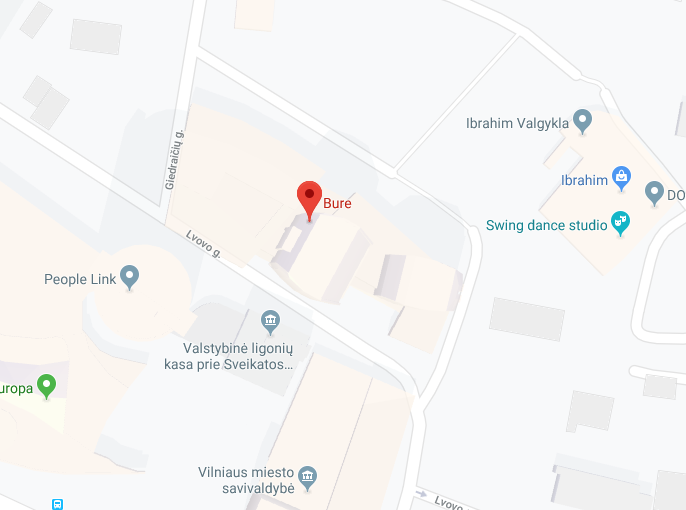 Ibrahim Valgykla
Giedraičių g.
Ibrahim
DO
Bure
Swing dance studio
Lvovo g.
People Link
Valstybinė ligonių
kasa prie Sveikatos...
uropa
Vilniaus miesto
savivaldybė
Lvovo